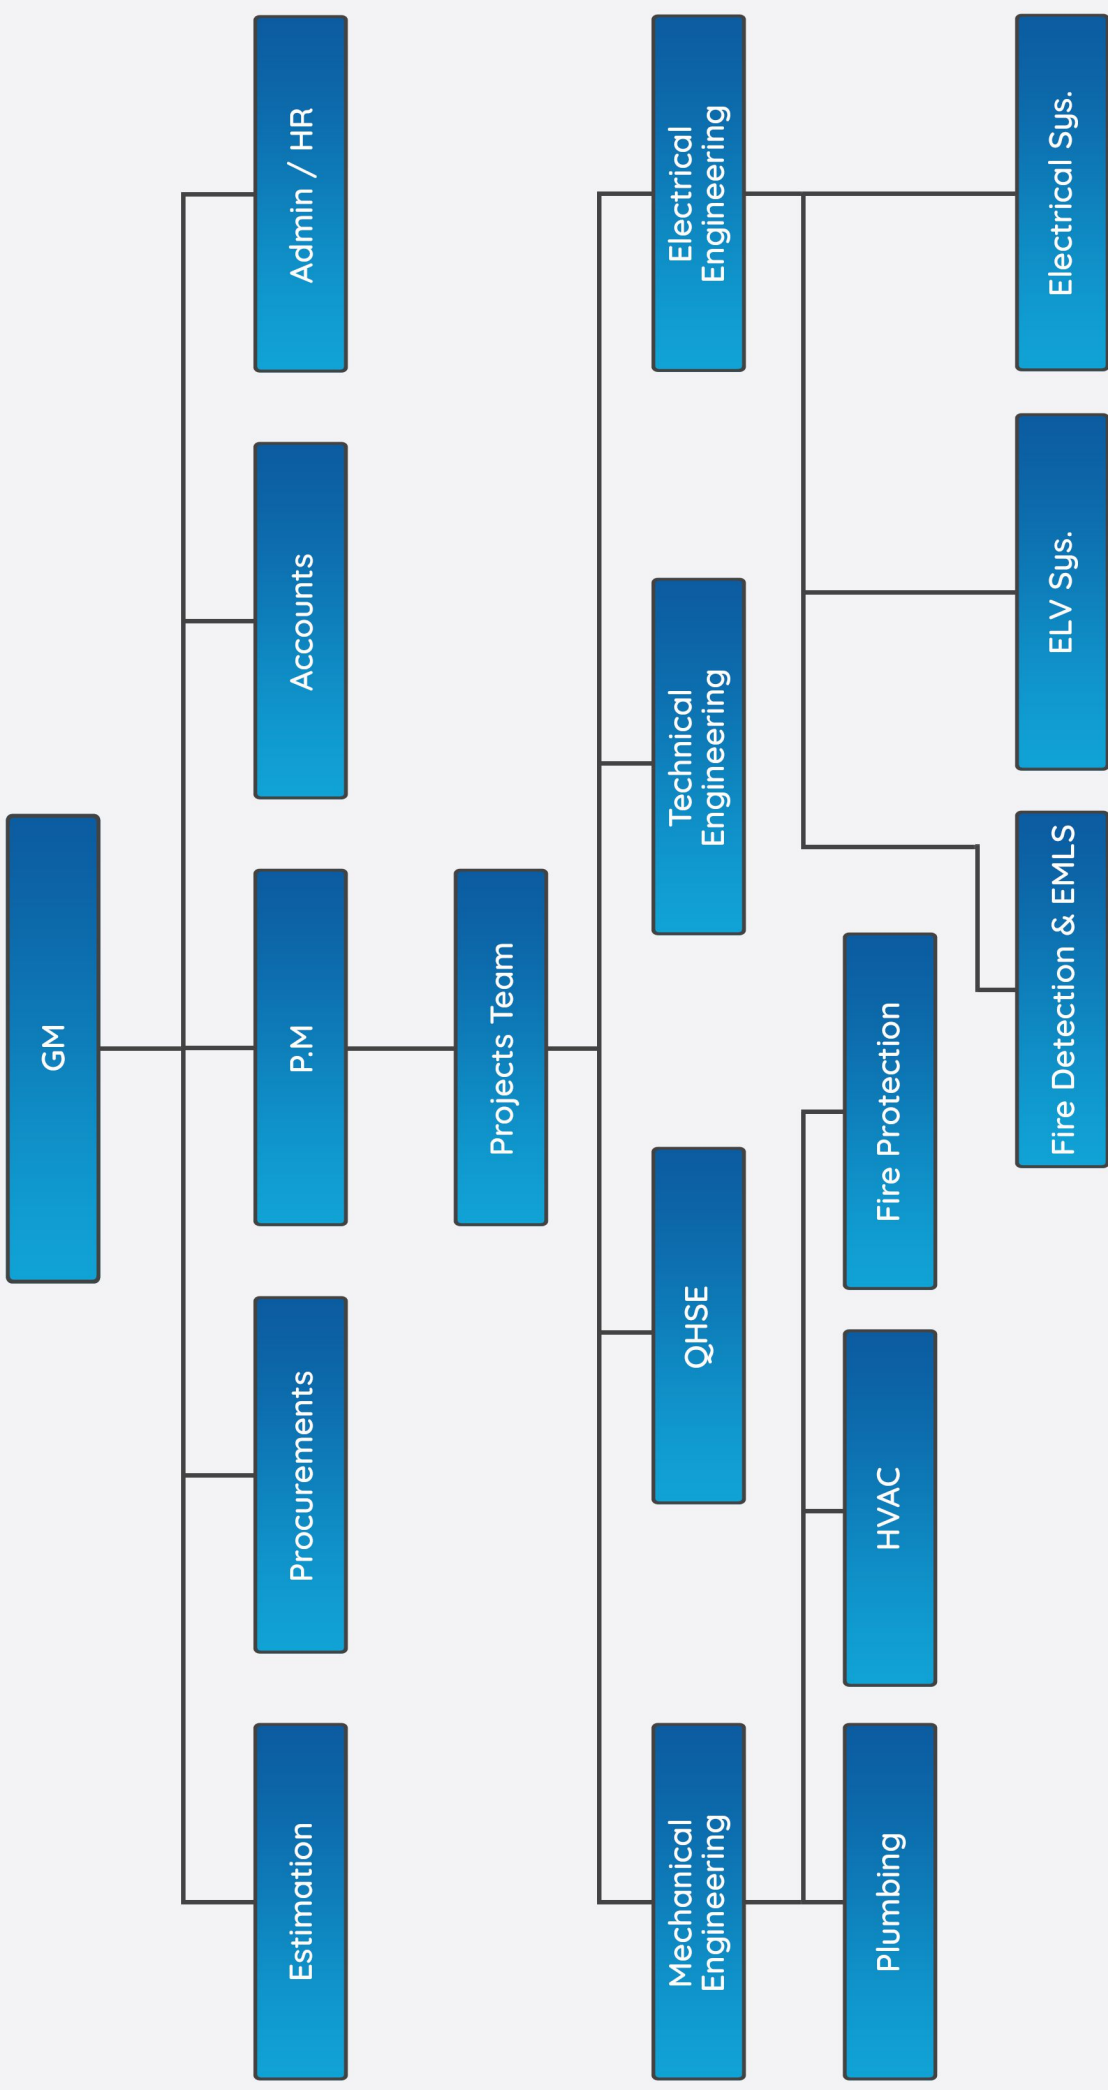 GM
Estimation
Procurements
P.M
Accounts
Admin / HR
Projects Team
Mechanical
Engineering
QHSE
Technical
Engineering
Electrical
Engineering
Plumbing
HVAC
Fire Protection
Fire Detection & EMLS
ELV Sys.
Electrical Sys.